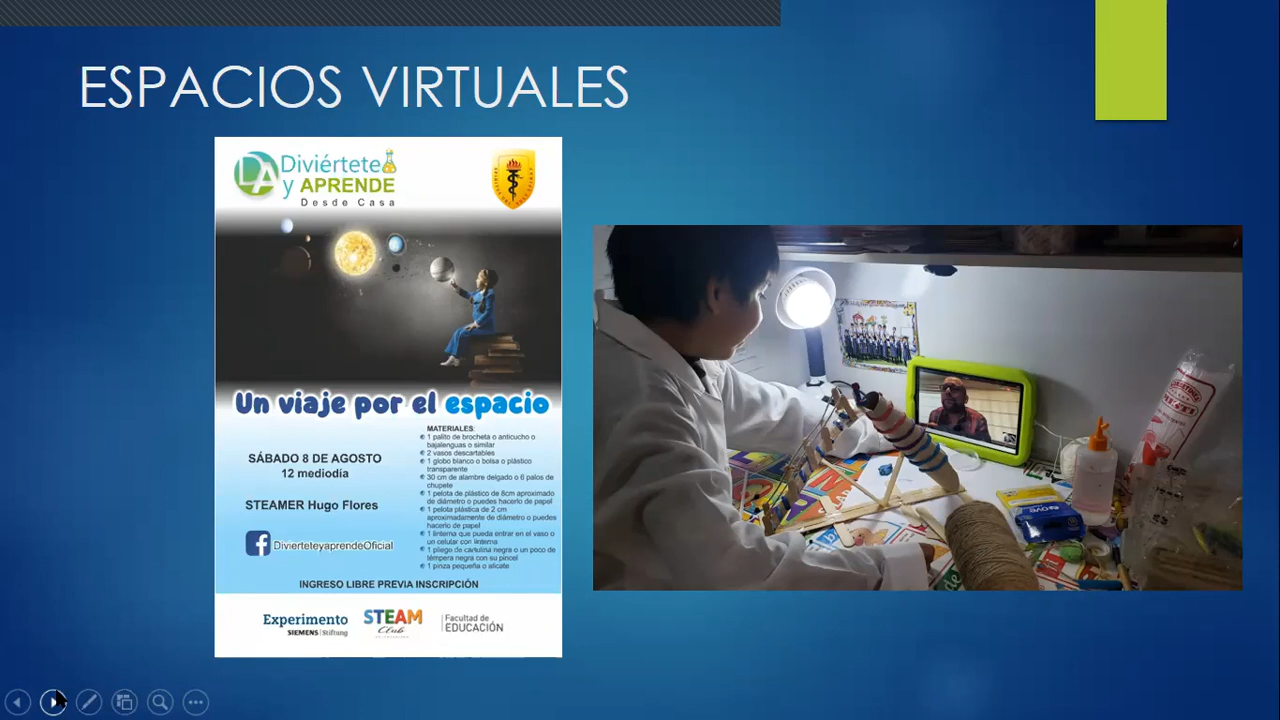 ESPACIOS VIRTUALES
DA
Diviértete
y APRENDE
Desde Casa
Un viaje por el espacio
SÁBADO 8 DE AGOSTO
12 mediodía
STEAMER Hugo Flores
DivierteteyaprendeOficial
MATERIALES:
1 palito de brocheta o anticucho o
bajalenguas o similar
2 vasos descartables
1 globo blanco o bolsa o plástico
transparente
30 cm de alambre delgado o 6 palos de
chupete
1 pelota de plástico de 8cm aproximado
de diámetro o puedes hacerlo de papel
1 pelota plástica de 2 cm
aproximadamente de diámetro o puedes
hacerlo de papel
1 linterna que pueda entrar en el vaso o
un celular con linterna
1 pliego de cartulina negra o un poco de
témpera negra con su pincel
1 pinza pequeña o alicate
INGRESO LIBRE PREVIA INSCRIPCIÓN
Experimento
SIEMENS | Stiftung
STEAM
Club
Facultad de
EDUCACIÓN